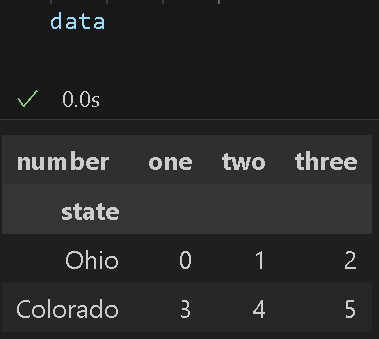 data
0.0s
number one two three
state
Ohio 0 1 2
Colorado 3 4 5